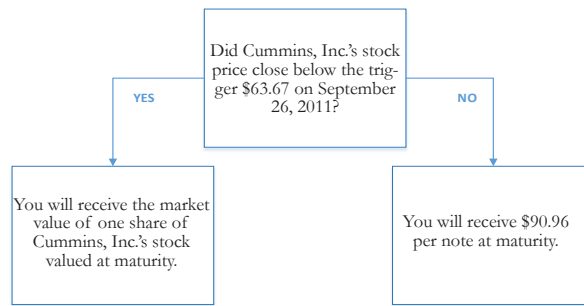 Did Cummins, Inc.’s stock
price close below the trig-
ger $63.67 on September
26, 2011?
YES
NO
You will receive the market
value of one share of
Cummins, Inc.’s stock
valued at maturity.
You will receive $90.96
per note at maturity.